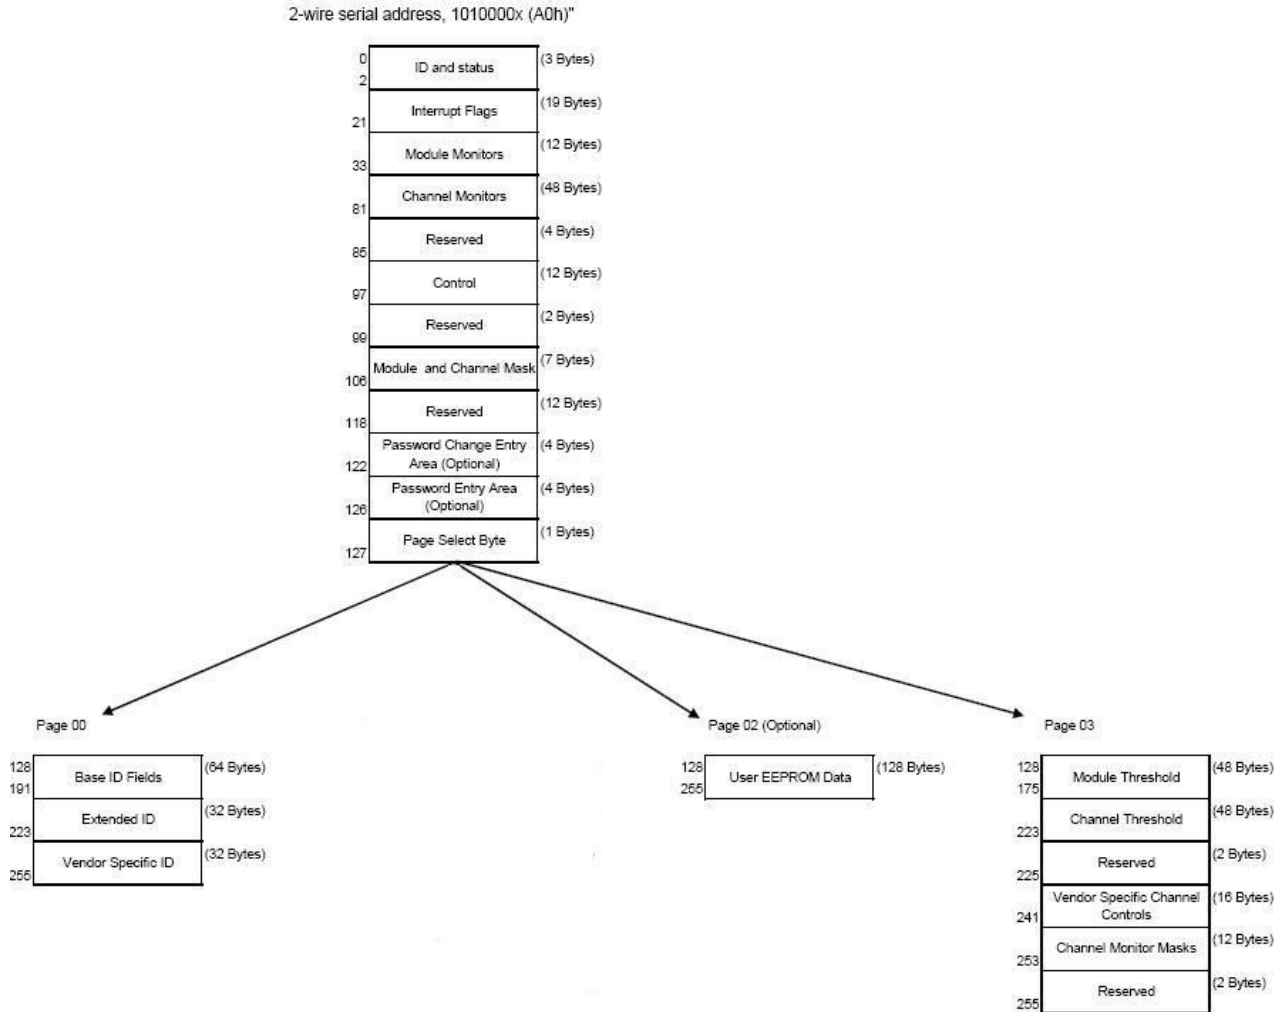 2-wire serial address, 1010000x (A0h)"
0
2
ID and status
(3 Bytes)
21
Interrupt Flags
(19 Bytes)
33
Module Monitors
(12 Bytes)
81
Channel Monitors
(48 Bytes)
85
Reserved
(4 Bytes)
97
Control
(12 Bytes)
99
Reserved
(2 Bytes)
106
Module and Channel Mask
(7 Bytes)
118
Reserved
(12 Bytes)
122
Password Change Entry
Area (Optional)
(4 Bytes)
126
Password Entry Area
(Optional)
(4 Bytes)
127
Page Select Byte
(1 Bytes)
Page 00
128
191
Base ID Fields
(64 Bytes)
223
Extended ID
(32 Bytes)
255
Vendor Specific ID
(32 Bytes)
Page 02 (Optional)
128
255
User EEPROM Data
(128 Bytes)
Page 03
128
175
Module Threshold
(48 Bytes)
223
Channel Threshold
(48 Bytes)
225
Reserved
(2 Bytes)
241
Vendor Specific Channel
Controls
(16 Bytes)
253
Channel Monitor Masks
(12 Bytes)
255
Reserved
(2 Bytes)